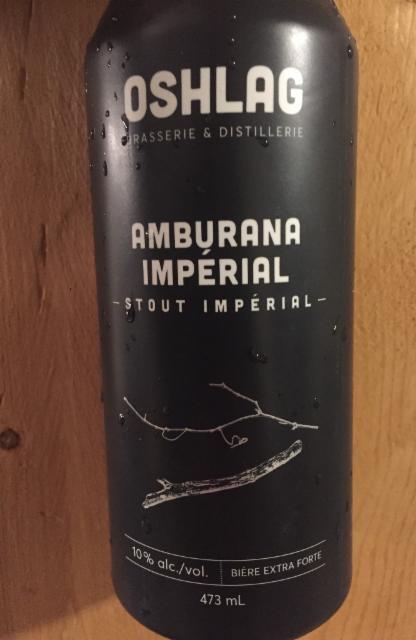 OSHLAG
BRASSERIE & DISTILLERIE
AMBURANA
IMPÉRIAL
-STOUT IMPÉRIAL-
10% alc./vol. | BIÈRE EXTRA FORTE
473 mL